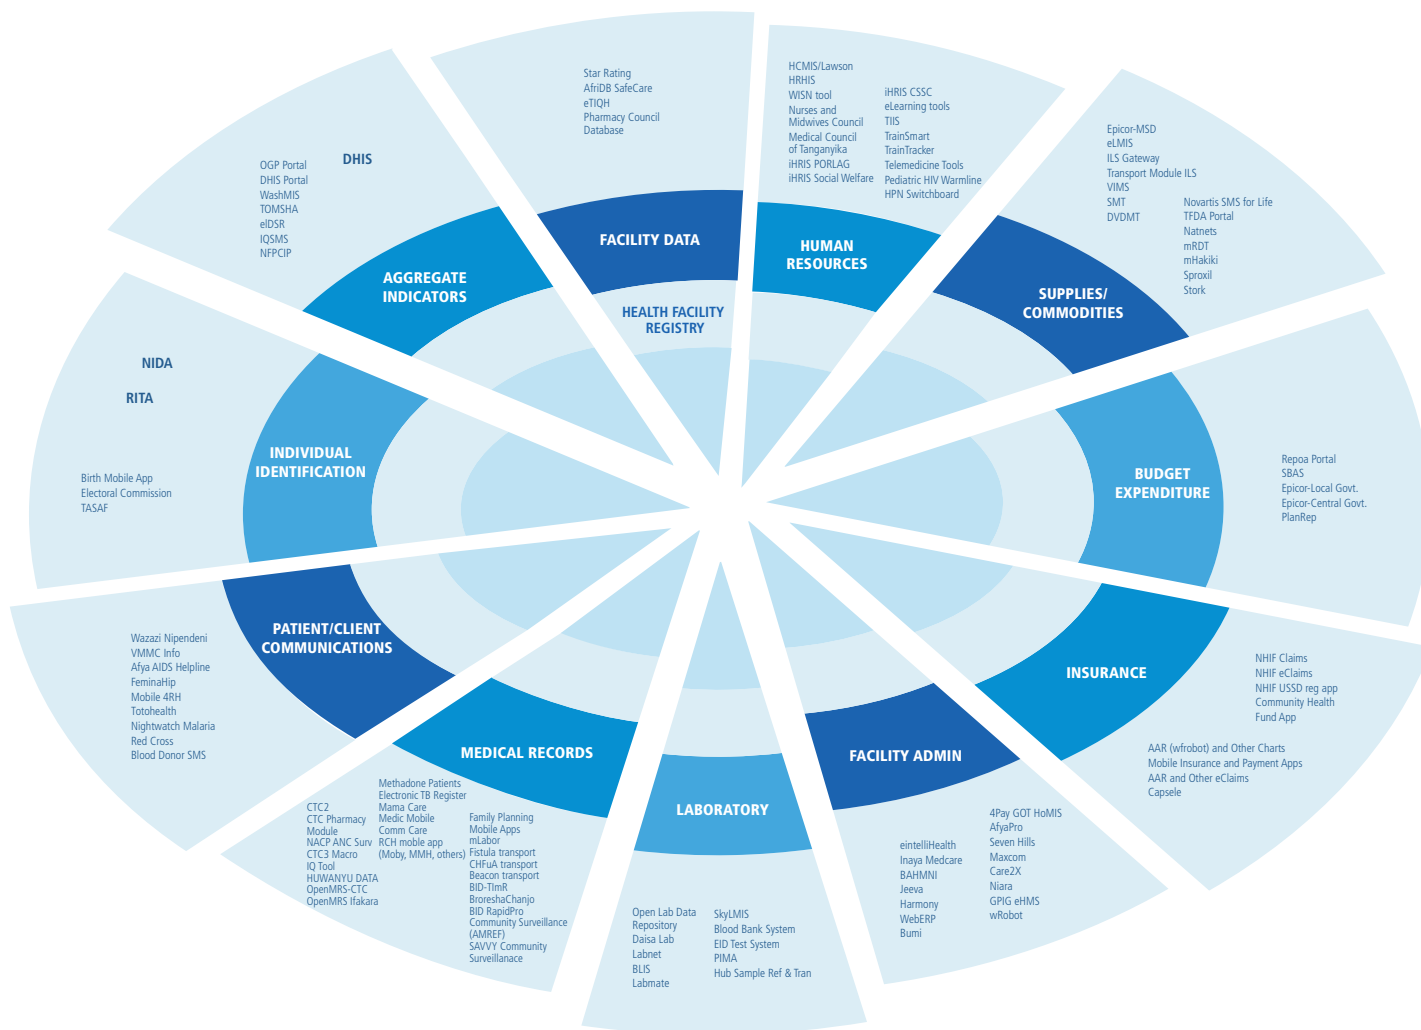 Star Rating
AfriDB SafeCare
eTIQH
Pharmacy Council
Database
FACILITY DATA
HEALTH FACILITY
REGISTRY
HCMIS/Lawson
HRHIS
WISN tool
Nurses and
Midwives Council
Medical Council
of Tanganyika
iHRIS PORLAG
iHRIS Social Welfare
iHRIS CSSC
eLearning tools
TIIS
TrainSmart
TrainTracker
Telemedicine Tools
Pediatric HIV Warmline
HPN Switchboard
HUMAN
RESOURCES
Epicor-MSD
eLMIS
ILS Gateway
Transport Module ILS
VIMS
SMT
DVDMT
Novartis SMS for Life
TFDA Portal
Natnets
mRDT
mHakiki
Sproxil
Stork
SUPPLIES/
COMMODITIES
Repoa Portal
SBAS
Epicor-Local Govt.
Epicor-Central Govt.
PlanRep
BUDGET
EXPENDITURE
NHIF Claims
NHIF eClaims
NHIF USSD reg app
Community Health
Fund App
AAR (wfrobot) and Other Charts
Mobile Insurance and Payment Apps
AAR and Other eClaims
Capsele
INSURANCE
FACILITY ADMIN
eintelliHealth
Inaya Medcare
BAHMNI
Jeeva
Harmony
WebERP
Bumi
4Pay GOT HoMIS
AfyaPro
Seven Hills
Maxcom
Care2X
Niara
GPIG eHMS
wRobot
LABORATORY
Open Lab Data
Repository
Daisa Lab
Labnet
BLIS
Labmate
SkyLMIS
Blood Bank System
EID Test System
PIMA
Hub Sample Ref & Tran
MEDICAL RECORDS
CTC2
CTC Pharmacy
Module
NACP ANC Surv
CTC3 Macro
IQ Tool
HUWANYU DATA
OpenMRS-CTC
OpenMRS Ifakara
Methadone Patients
Electronic TB Register
Mama Care
Medic Mobile
Comm Care
RCH moble app
(Moby, MMH, others)
Family Planning
Mobile Apps
mLabor
Fistula transport
CHFuA transport
Beacon transport
BID-TImR
BroreshaChanjo
BID RapidPro
Community Surveillance
(AMREF)
SAVVY Community
Surveillanace
PATIENT/CLIENT
COMMUNICATIONS
Wazazi Nipendeni
VMMC Info
Afya AIDS Helpline
FeminaHip
Mobile 4RH
Totohealth
Nightwatch Malaria
Red Cross
Blood Donor SMS
INDIVIDUAL
IDENTIFICATION
NIDA
RITA
Birth Mobile App
Electoral Commission
TASAF
AGGREGATE
INDICATORS
DHIS
OGP Portal
DHIS Portal
WashMIS
TOMSHA
eIDSR
IQSMS
NFPCIP